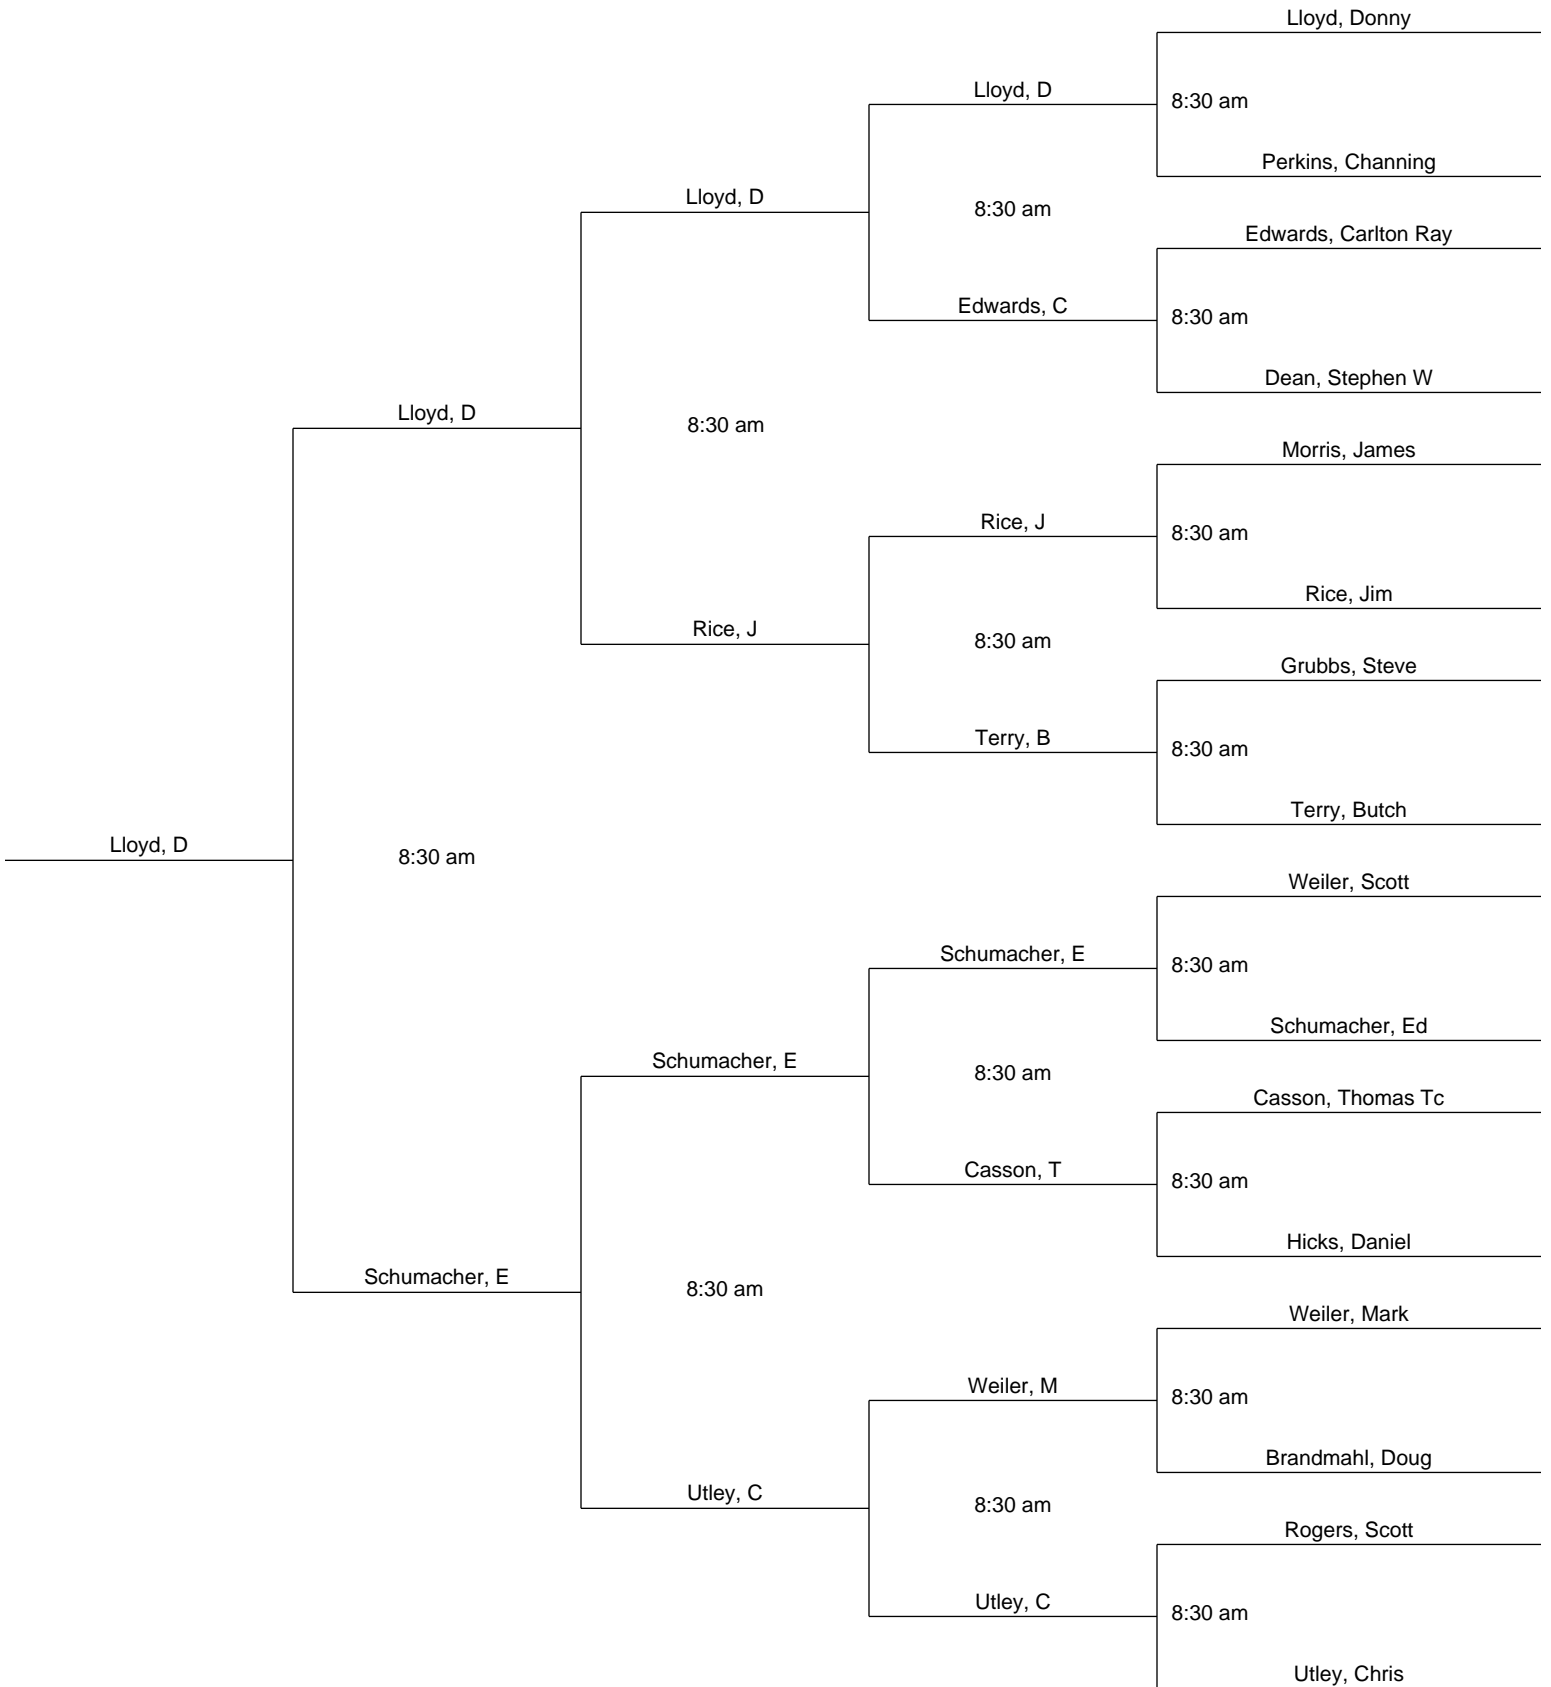 Lloyd, Donny
Lloyd, D
8:30 am
Perkins, Channing
Lloyd, D
8:30 am
Edwards, Carlton Ray
Edwards, C
8:30 am
Dean, Stephen W
Lloyd, D
8:30 am
Morris, James
Rice, J
8:30 am
Rice, Jim
Rice, J
8:30 am
Grubbs, Steve
Terry, B
8:30 am
Terry, Butch
Lloyd, D
8:30 am
Weiler, Scott
Schumacher, E
8:30 am
Schumacher, Ed
Schumacher, E
8:30 am
Casson, Thomas Tc
Casson, T
8:30 am
Hicks, Daniel
Schumacher, E
8:30 am
Weiler, Mark
Weiler, M
8:30 am
Brandmahl, Doug
Utley, C
8:30 am
Rogers, Scott
Utley, C
8:30 am
Utley, Chris